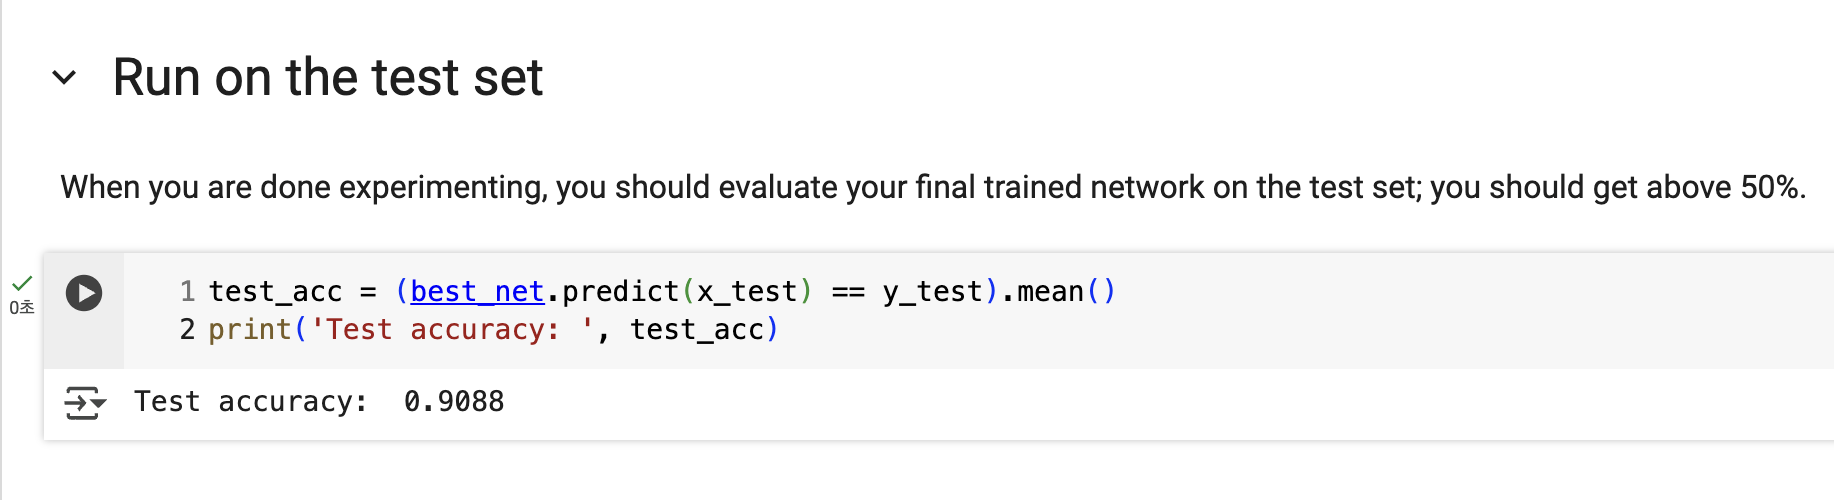 Run on the test set
When you are done experimenting, you should evaluate your final trained network on the test set; you should get above 50%.
0초
1 test_acc = (best_net.predict(x_test) == y_test).mean()
2 print('Test accuracy: ', test_acc)
Test accuracy:  0.9088